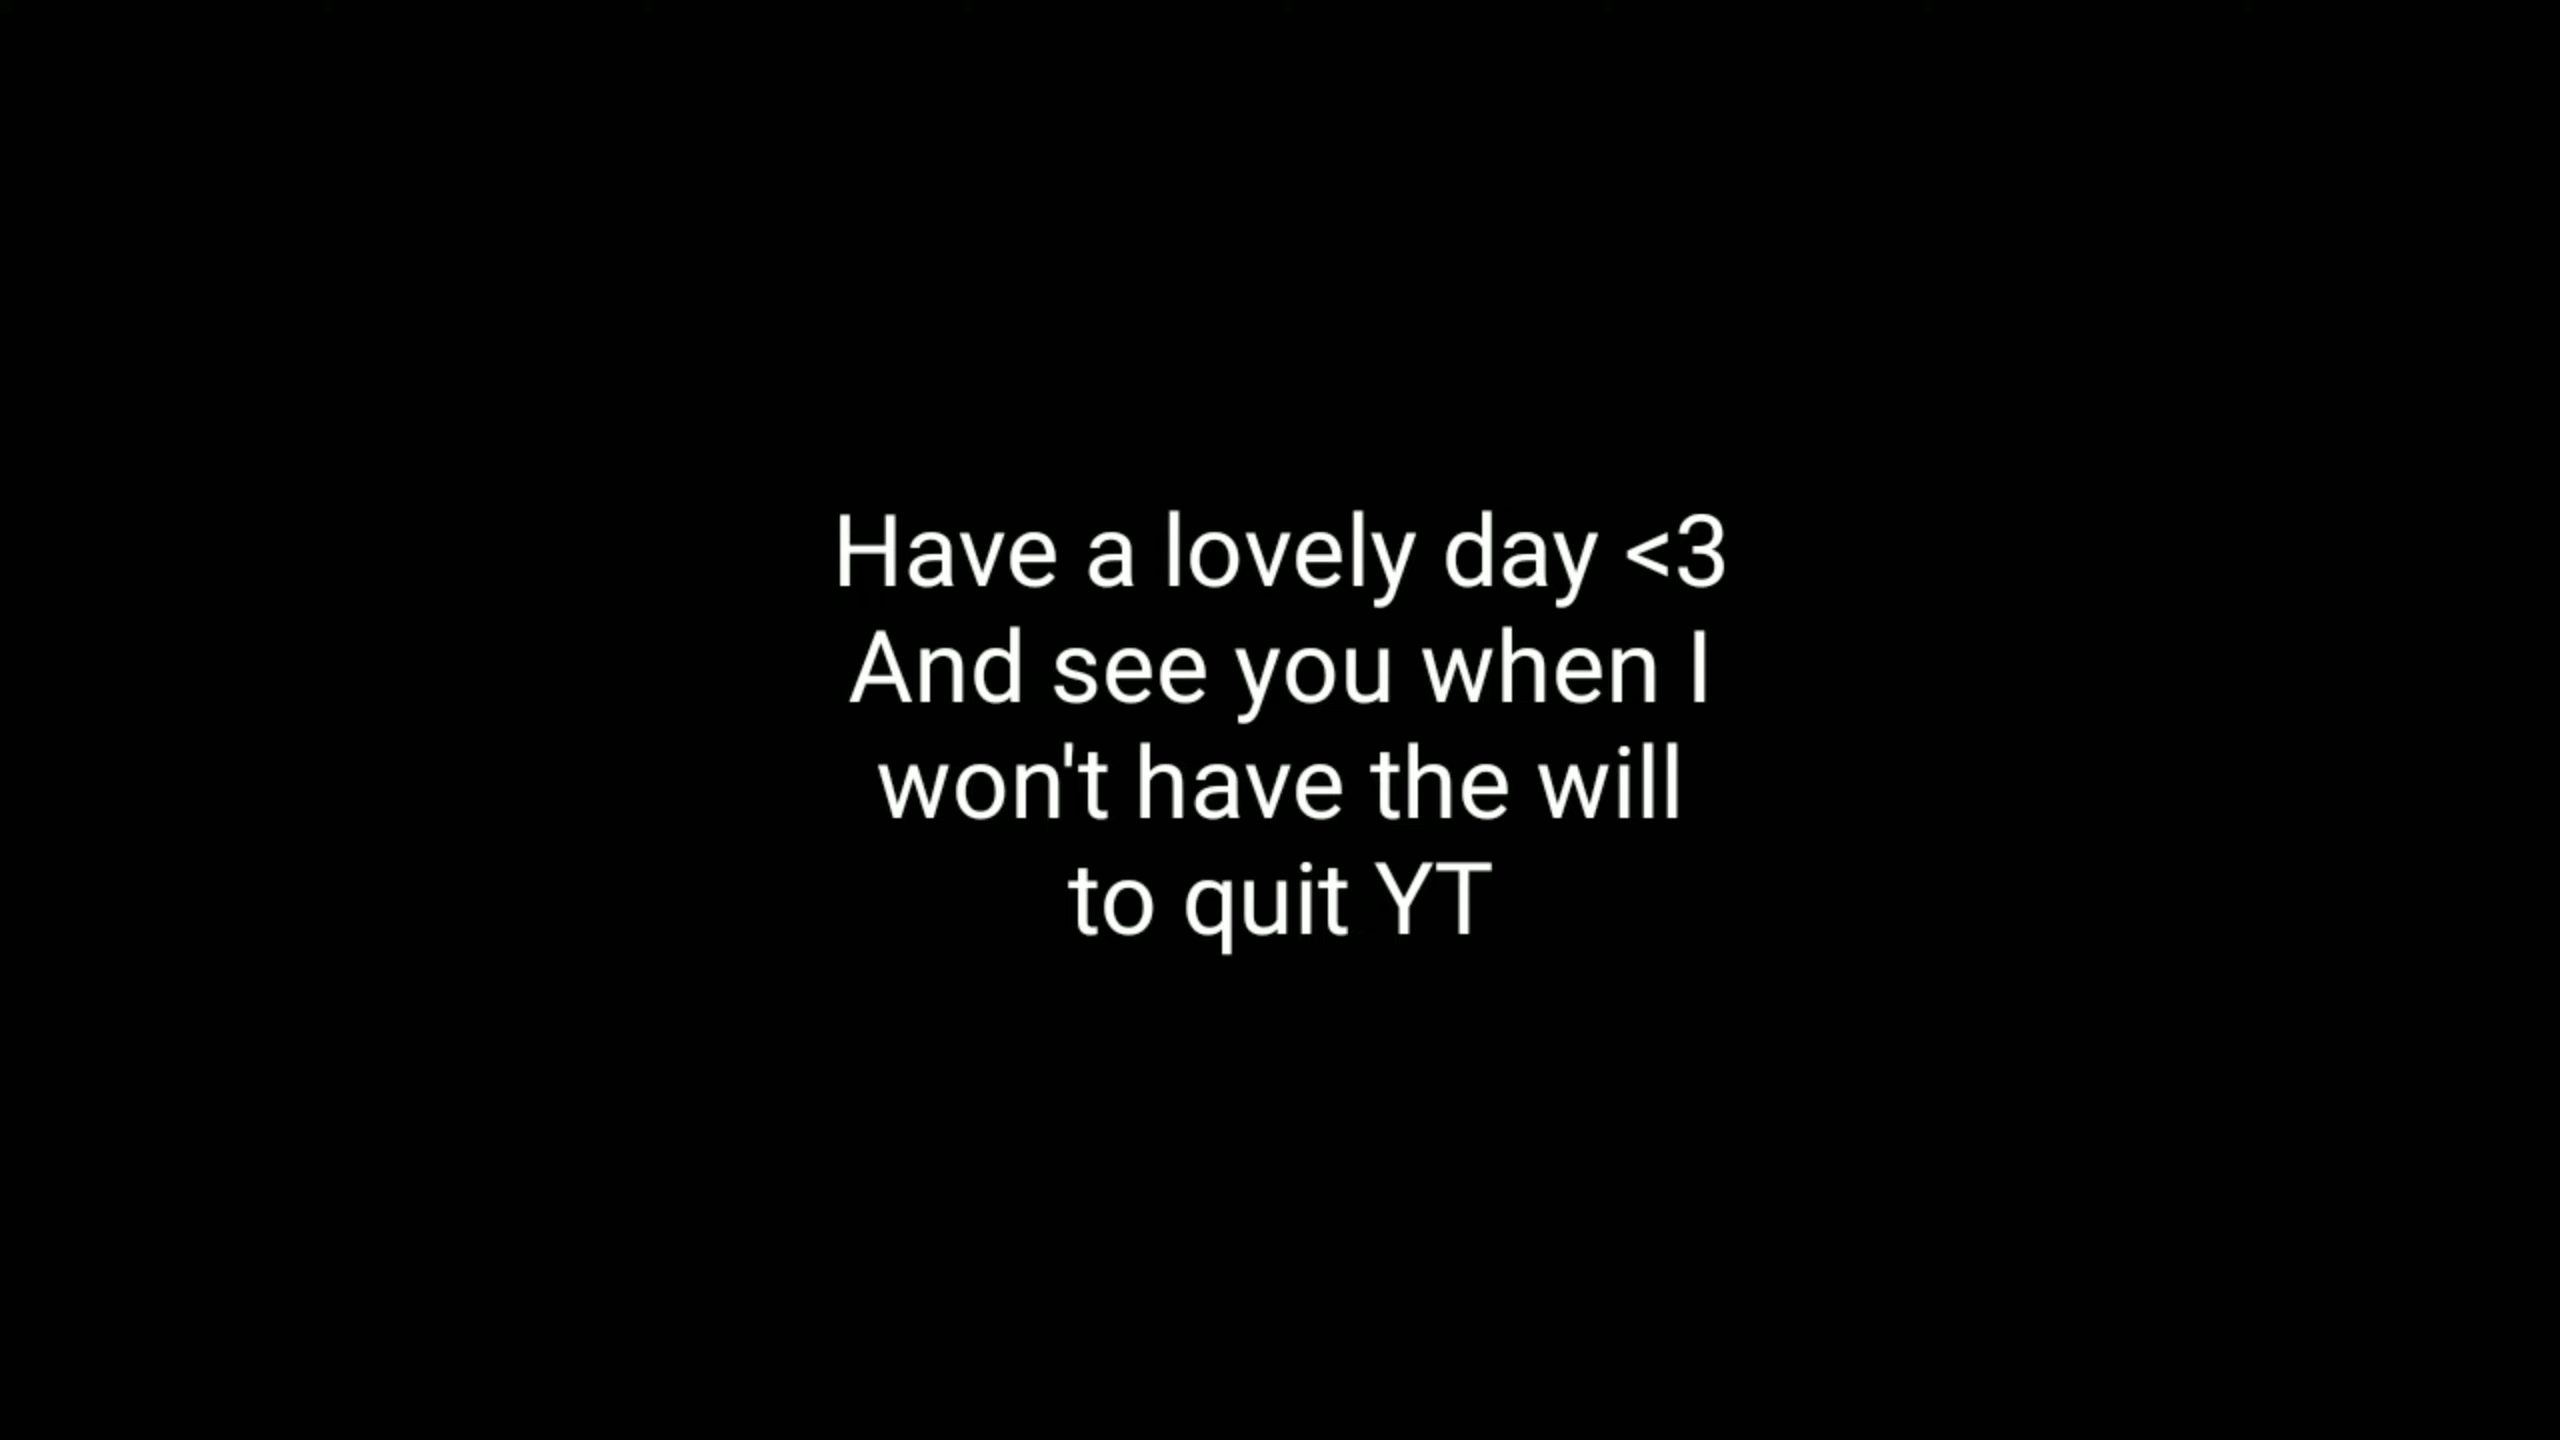 Have a lovely day <3
And see you when I
won't have the will
to quit YT